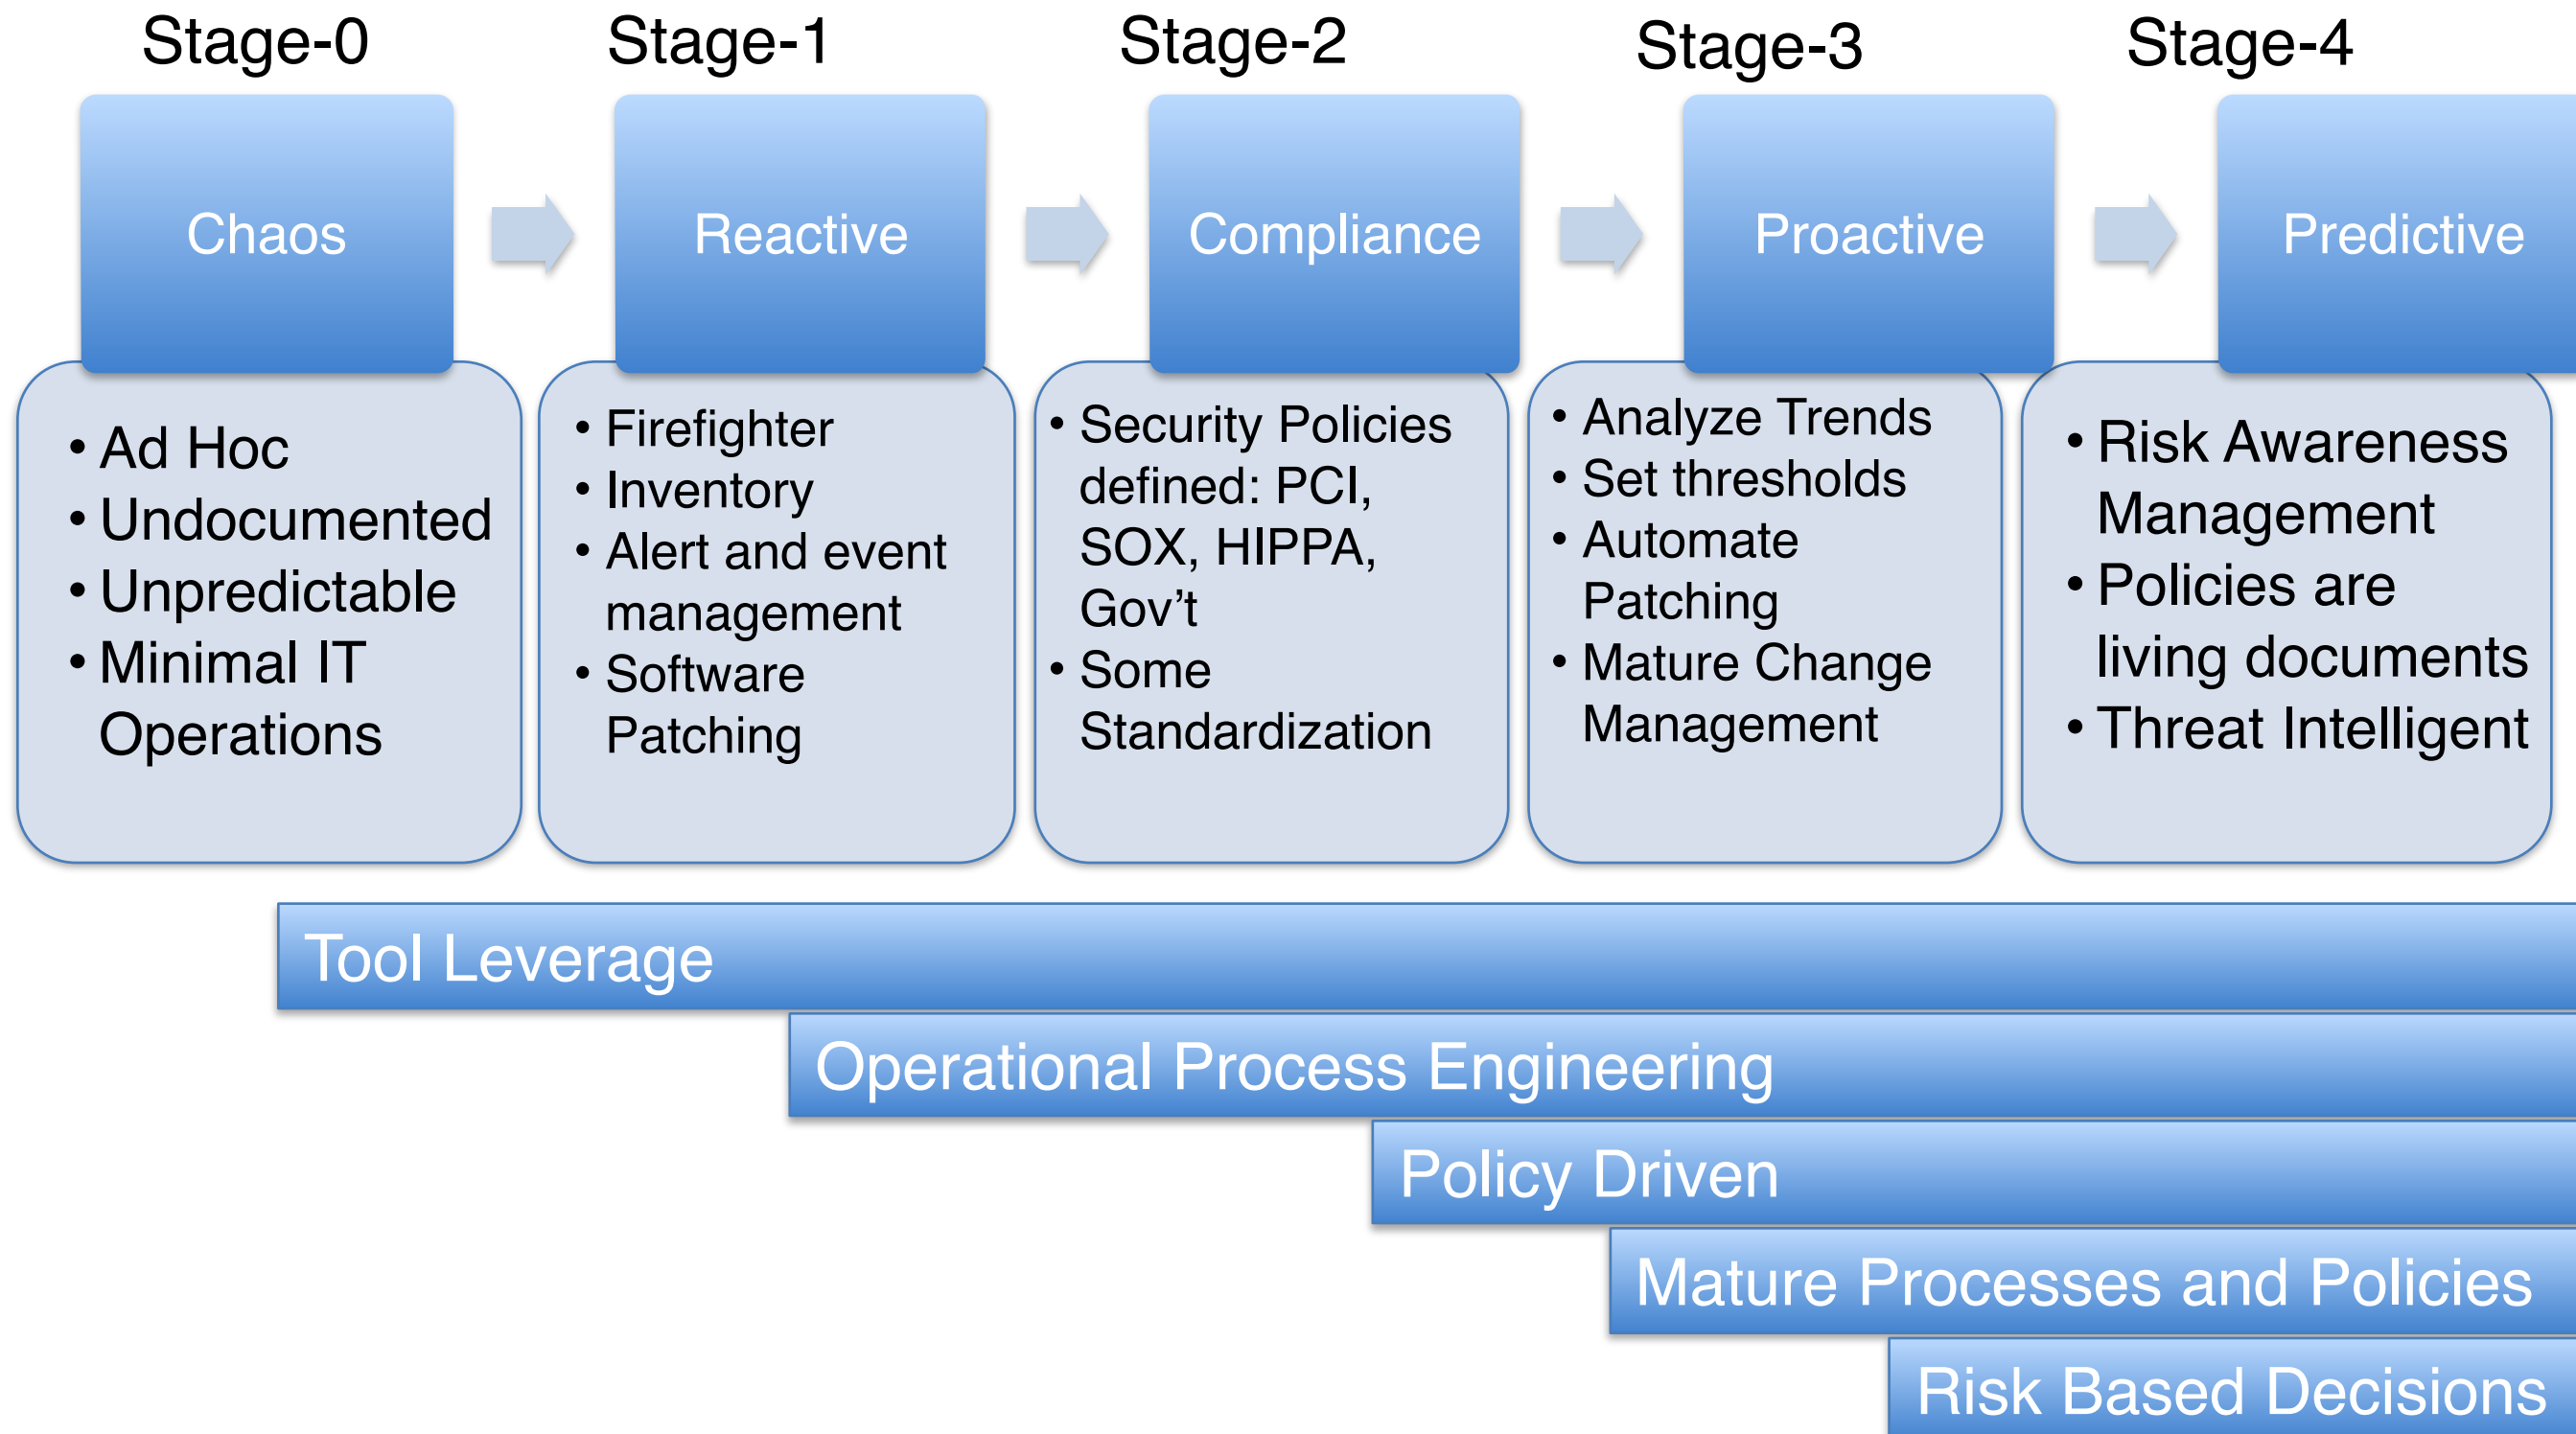 Stage-0
Stage-1
Stage-2
Stage-3
Stage-4
Chaos
Reactive
Compliance
Proactive
Predictive
• Ad Hoc
• Undocumented
• Unpredictable
• Minimal IT
Operations
• Firefighter
• Inventory
• Alert and event
management
• Software
Patching
• Security Policies
defined: PCI,
SOX, HIPPA,
Gov’t
• Some
Standardization
• Analyze Trends
• Set thresholds
• Automate
Patching
• Mature Change
Management
• Risk Awareness
Management
• Policies are
living documents
• Threat Intelligent
Tool Leverage
Operational Process Engineering
Policy Driven
Mature Processes and Policies
Risk Based Decisions